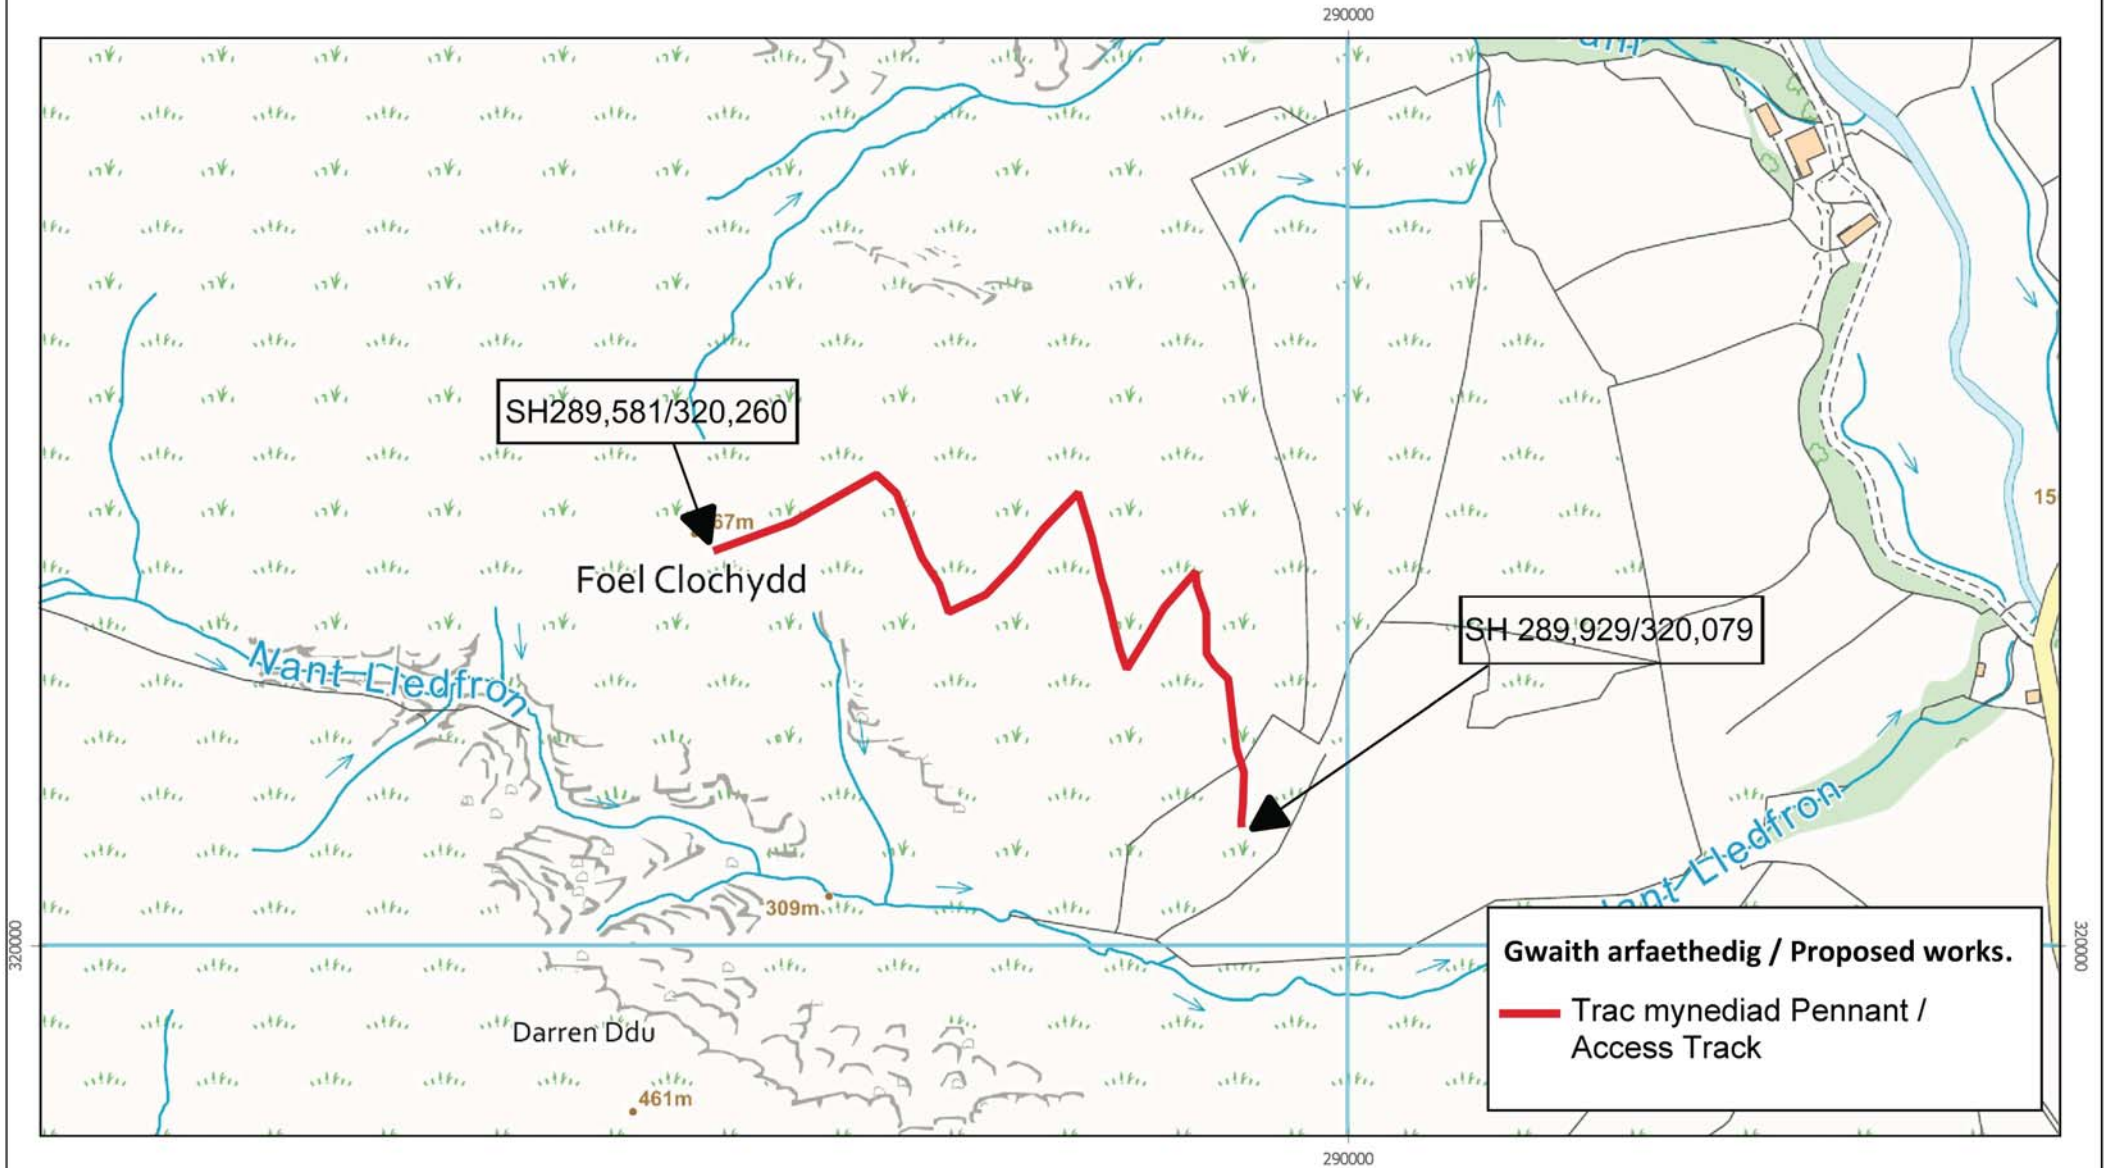 290000
SH289,581/320,260
67m
Foel Clochydd
15
SH 289,929/320,079
Nant Lledfron
Nant Lledfron
309m
320000
320000
Gwaith arfaethedig / Proposed works.
Trac mynediad Pennant /
Access Track
Darren Ddu
461m
290000